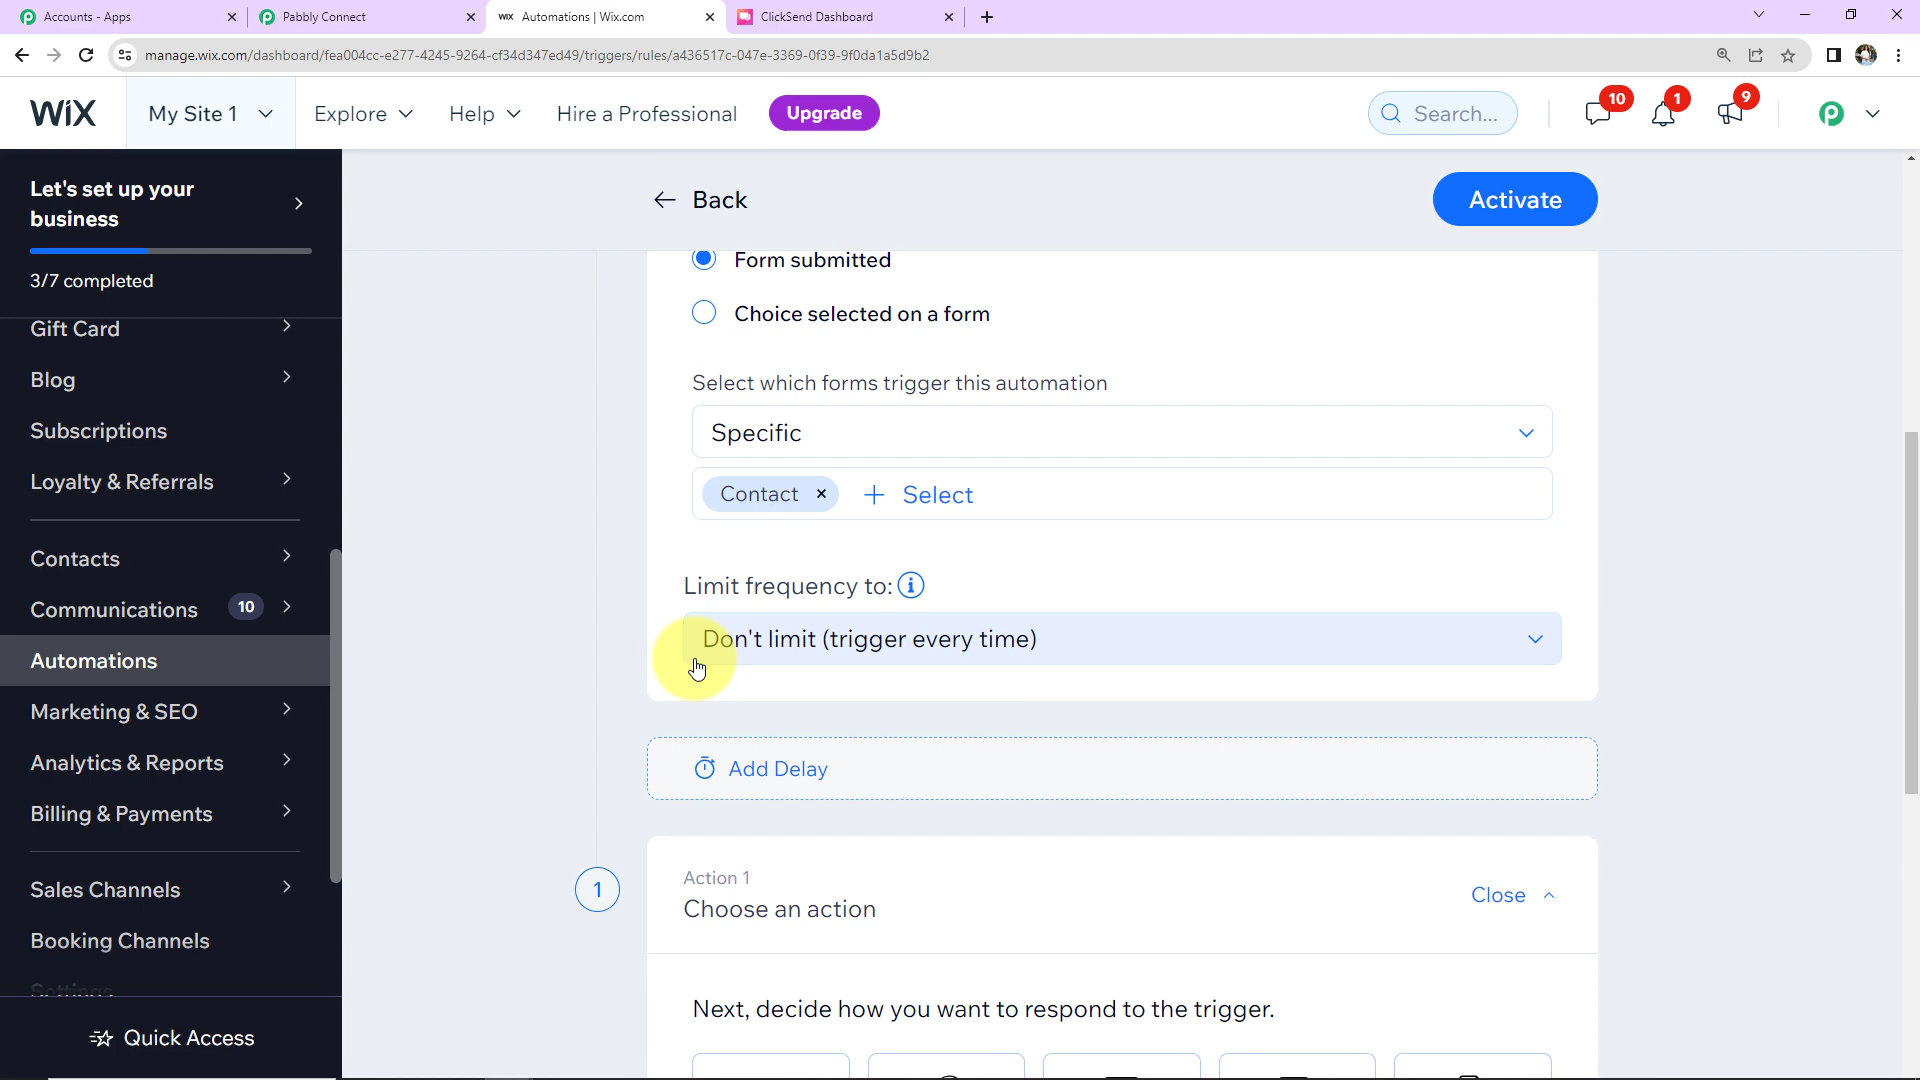 Accounts - Apps
Pabbly Connect
WiX Automations | Wix.com
ClickSend Dashboard
manage.wix.com/dashboard/fea004cc-e277-4245-9264-cf34d347ed49/triggers/rules/a436517c-047e-3369-0f39-9f0da1a5d9b2
WiX
My Site 1
Explore
Help
Hire a Professional
Upgrade
Search...
10
1
9
Let's set up your
business
3/7 completed
Gift Card
Blog
Subscriptions
Loyalty & Referrals
Contacts
Communications 10
Automations
Marketing & SEO
Analytics & Reports
Billing & Payments
Sales Channels
Booking Channels
Settings
Quick Access
Back
Activate
Form submitted
Choice selected on a form
Select which forms trigger this automation
Specific
Contact × + Select
Limit frequency to:
Don't limit (trigger every time)
Add Delay
1
Action 1
Choose an action
Close
Next, decide how you want to respond to the trigger.